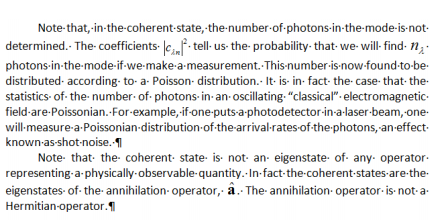 Note that, in the coherent state, the number of photons in the mode is not
determined. The coefficients |c_{λn}|² tell us the probability that we will find n_λ
photons in the mode if we make a measurement. This number is now found to be
distributed according to a Poisson distribution. It is in fact the case that the
statistics of the number of photons in an oscillating “classical” electromagnetic
field are Poissonian. For example, if one puts a photodetector in a laser beam, one
will measure a Poissonian distribution of the arrival rates of the photons, an effect
known as shot noise. ¶
Note that the coherent state is not an eigenstate of any operator
representing a physically observable quantity. In fact the coherent states are the
eigenstates of the annihilation operator, â. The annihilation operator is not a
Hermitian operator. ¶